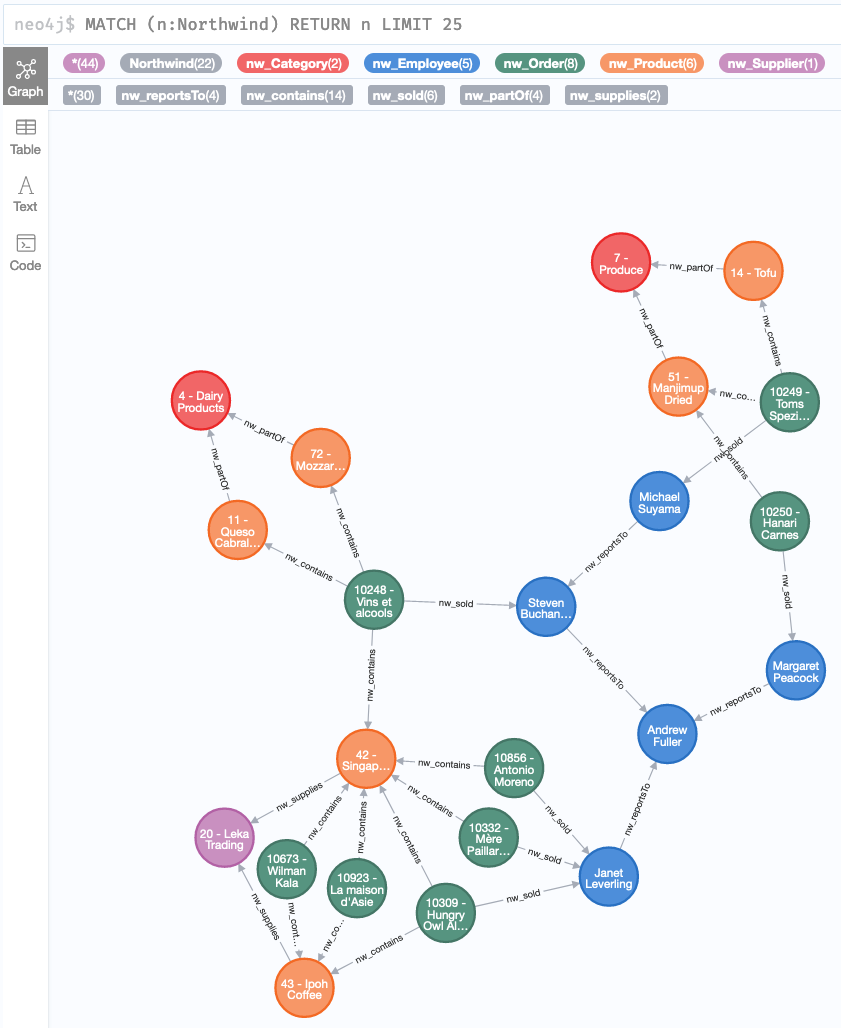 neo4j$ MATCH (n:Northwind) RETURN n LIMIT 25
Graph
Table
Text
Code
*(44)
Northwind(22)
nw_Category(2)
nw_Employee(5)
nw_Order(8)
nw_Product(6)
nw_Supplier(1)
*(30)
nw_reportsTo(4)
nw_contains(14)
nw_sold(6)
nw_partOf(4)
nw_supplies(2)
7 -
Produce
nw_partOf
14 - Tofu
nw_partOf
nw_contains
51 -
Manjimup
Dried
nw_co...
10249 -
Toms
Spezi...
4 - Dairy
Products
nw_partOf
72 -
Mozzar...
nw_partOf
nw_sold
nw_contains
11 -
Queso
Cabral...
nw_contains
nw_contains
Michael
Suyama
10250 -
Hanari
Carnes
nw_reportsTo
nw_sold
10248 -
Vins et
alcools
nw_sold
Steven
Buchan...
nw_contains
nw_reportsTo
Margaret
Peacock
nw_reportsTo
Andrew
Fuller
42 -
Singap...
nw_contains
10856 -
Antonio
Moreno
nw_supplies
nw_contains
nw_contains
nw_contains
nw_contains
nw_sold
nw_reportsTo
20 - Leka
Trading
10332 -
Mère
Paillar...
nw_sold
10673 -
Wilman
Kala
10923 -
La maison
d'Asie
Janet
Leverling
nw_sold
10309 -
Hungry
Owl Al...
nw_supplies
nw_cont...
nw_co...
nw_contains
43 - Ipoh
Coffee